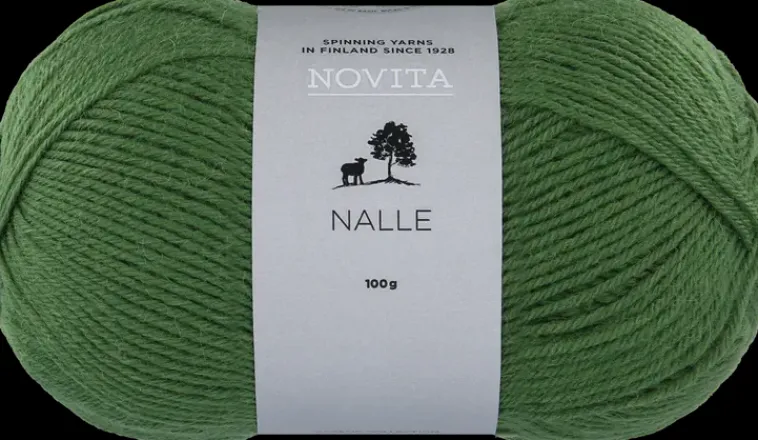 SPINNING YARNS
IN FINLAND SINCE 1928
NOVITA
NALLE
100g